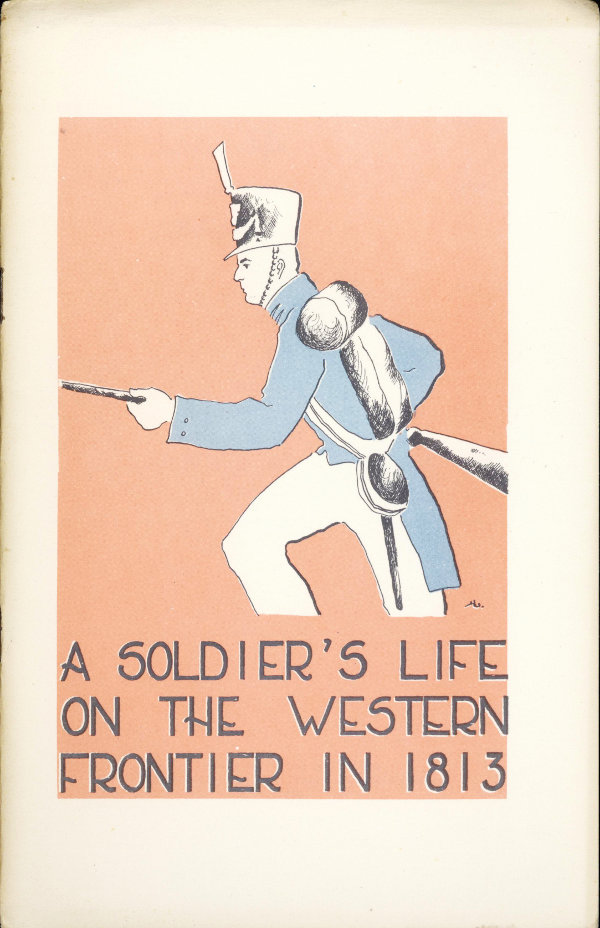 A SOLDIER'S LIFE
ON THE WESTERN
FRONTIER IN 1813